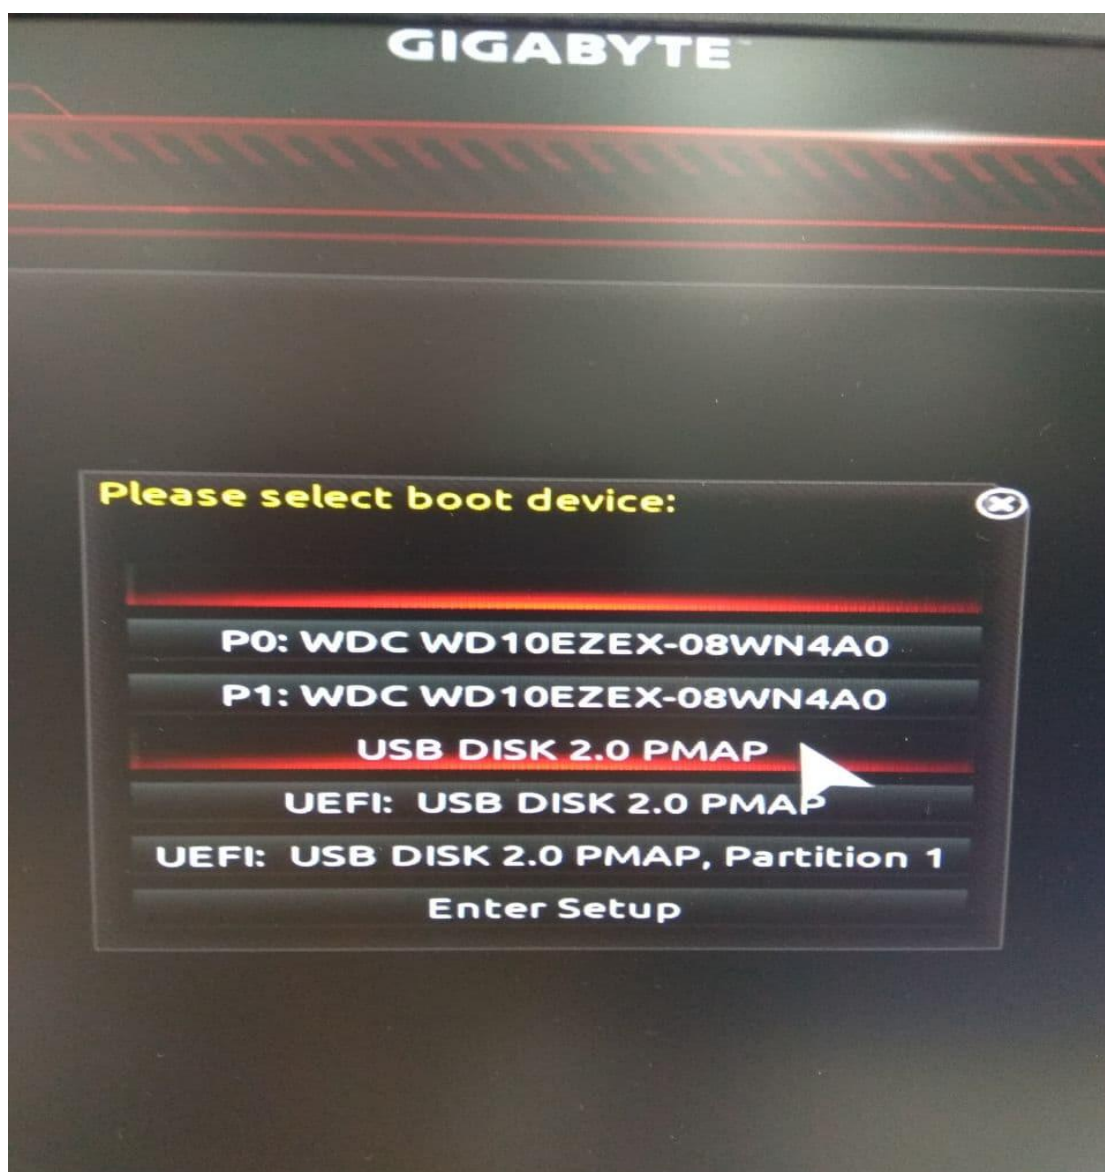 GIGABYTE™
Please select boot device:
P0: WDC WD10EZEX-08WN4A0
P1: WDC WD10EZEX-08WN4A0
USB DISK 2.0 PMAP
UEFI: USB DISK 2.0 PMAP
UEFI: USB DISK 2.0 PMAP, Partition 1
Enter Setup